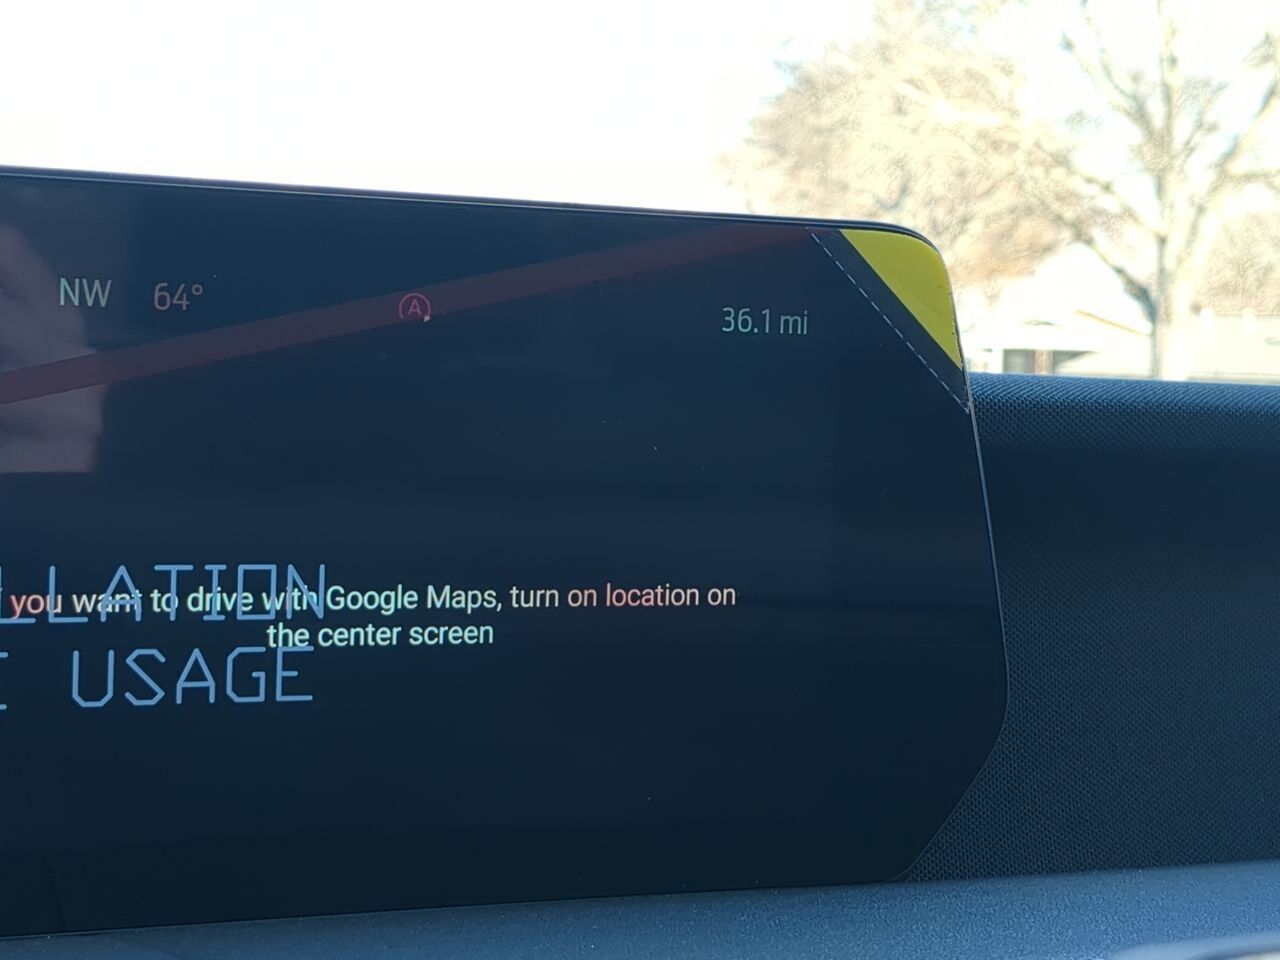 NW 64°
A
36.1 mi
LLATION
you want to drive with Google Maps, turn on location on
the center screen
USAGE